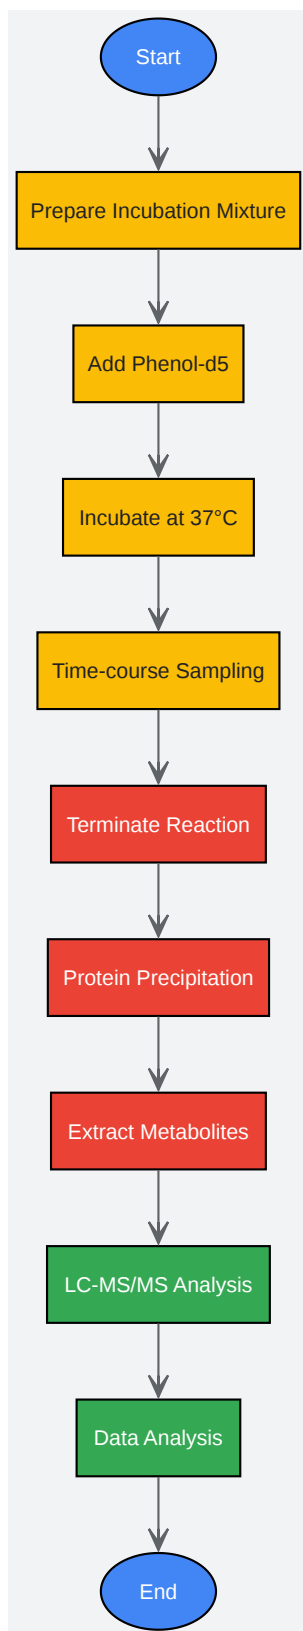 Start
Prepare Incubation Mixture
Add Phenol-d5
Incubate at 37°C
Time-course Sampling
Terminate Reaction
Protein Precipitation
Extract Metabolites
LC-MS/MS Analysis
Data Analysis
End